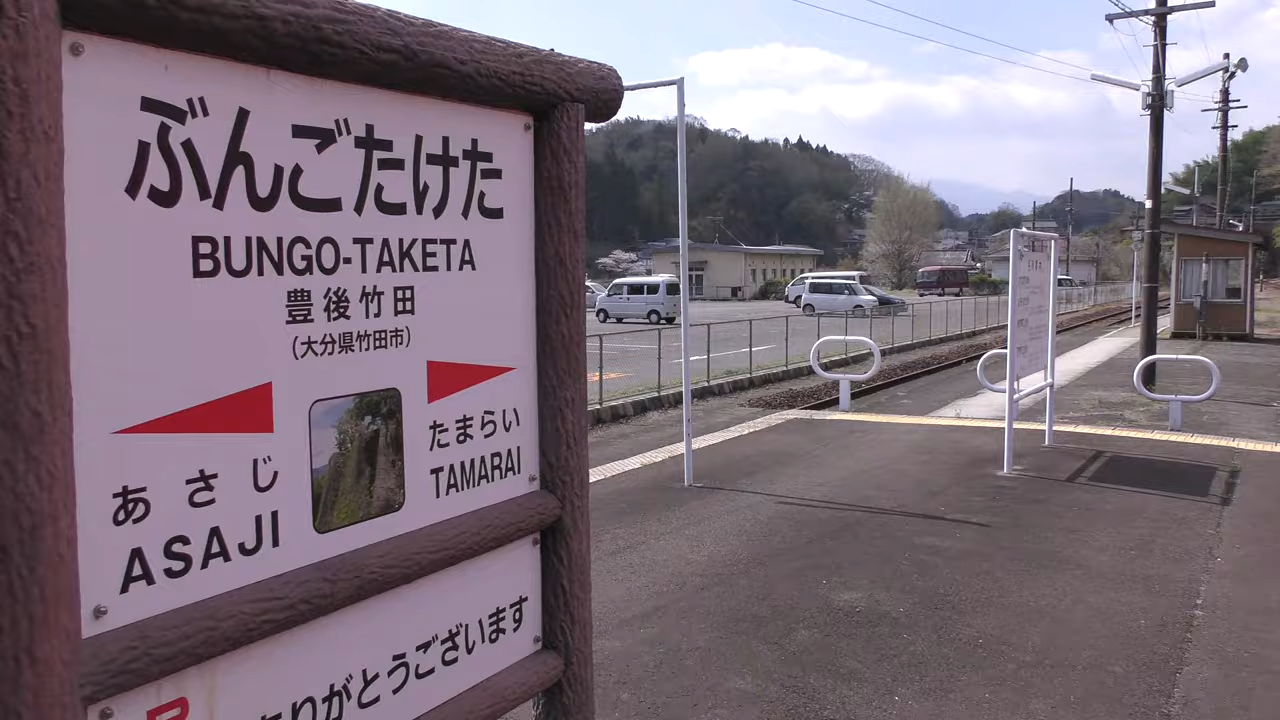 ぶんごたけた
BUNGO-TAKETA
豊後竹田
(大分県竹田市)
あさじ
ASAJI
たまらい
TAMARAI
ありがとうございます